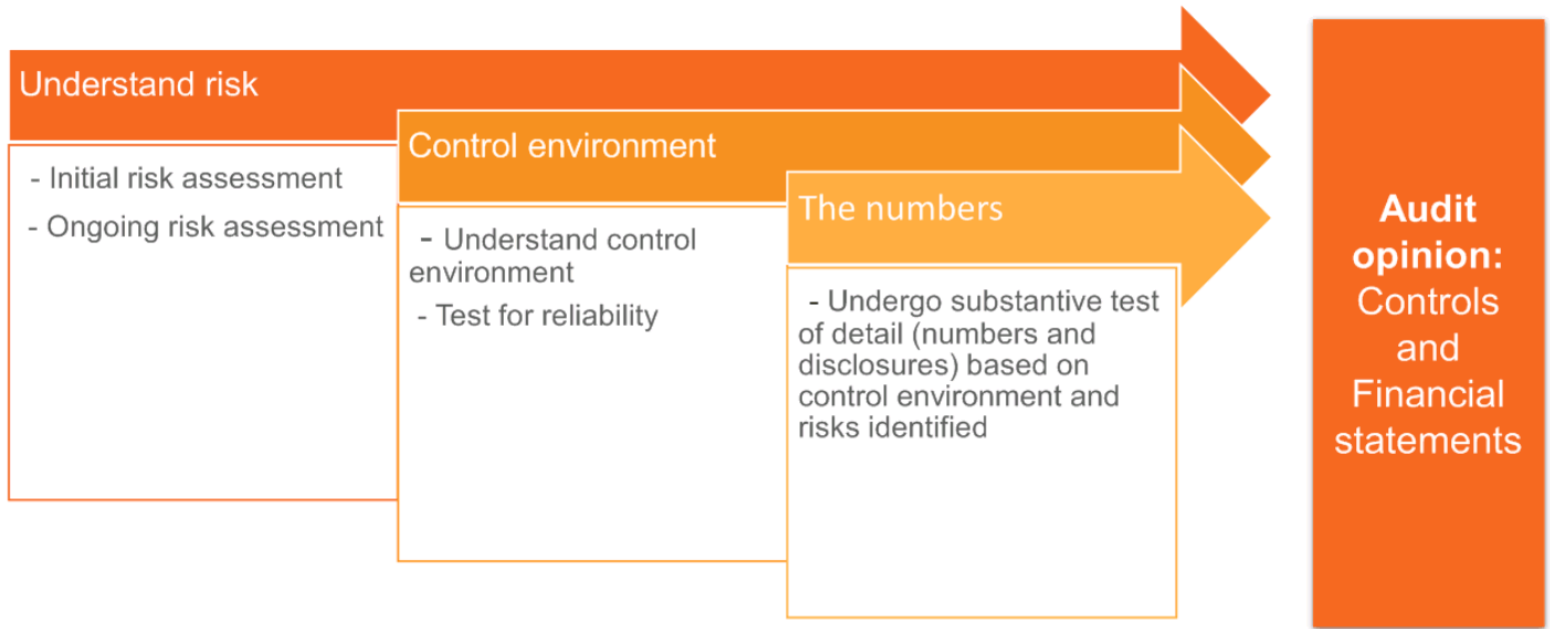 Understand risk
- Initial risk assessment
- Ongoing risk assessment
Control environment
- Understand control
environment
- Test for reliability
The numbers
- Undergo substantive test
of detail (numbers and
disclosures) based on
control environment and
risks identified
Audit
opinion:
Controls
and
Financial
statements